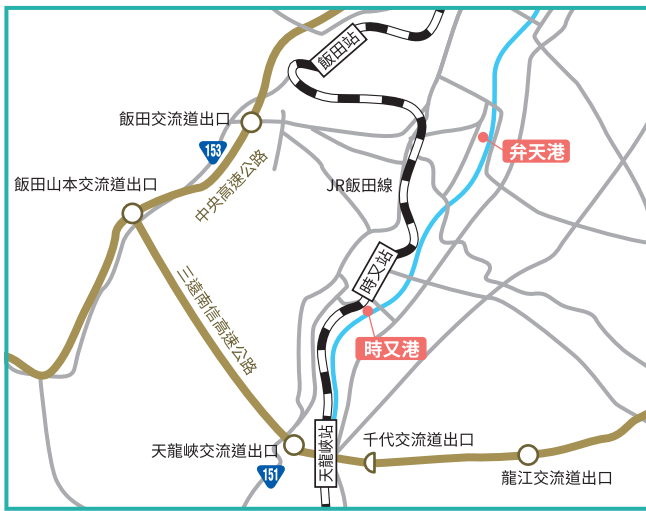 飯田站
飯田交流道出口
153
弁天港
中央高速公路
飯田山本交流道出口
JR飯田線
時又站
三遠南信高速公路
時又港
千代交流道出口
天龍峽交流道出口
天龍峽站
151
龍江交流道出口